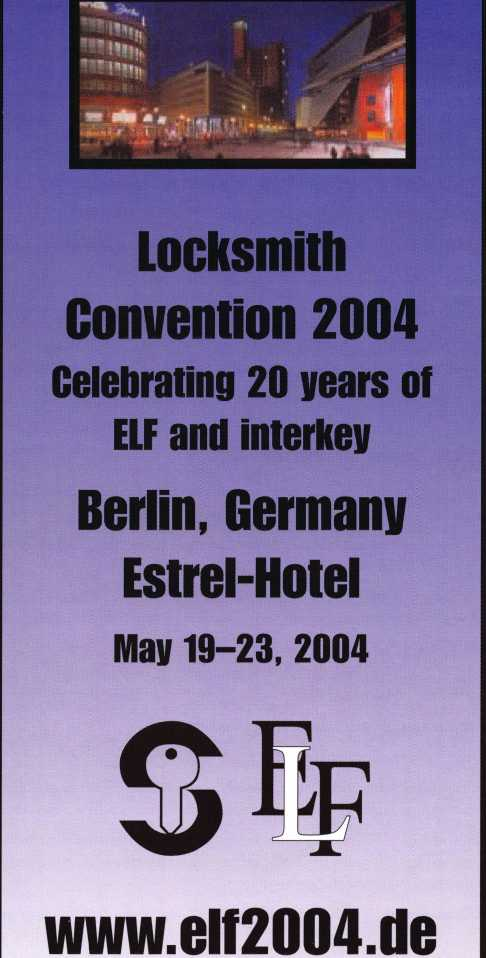 Locksmith
Convention 2004
Celebrating 20 years of
ELF and interkey
Berlin, Germany
Estrel-Hotel
May 19–23, 2004
S ELF
www.elf2004.de